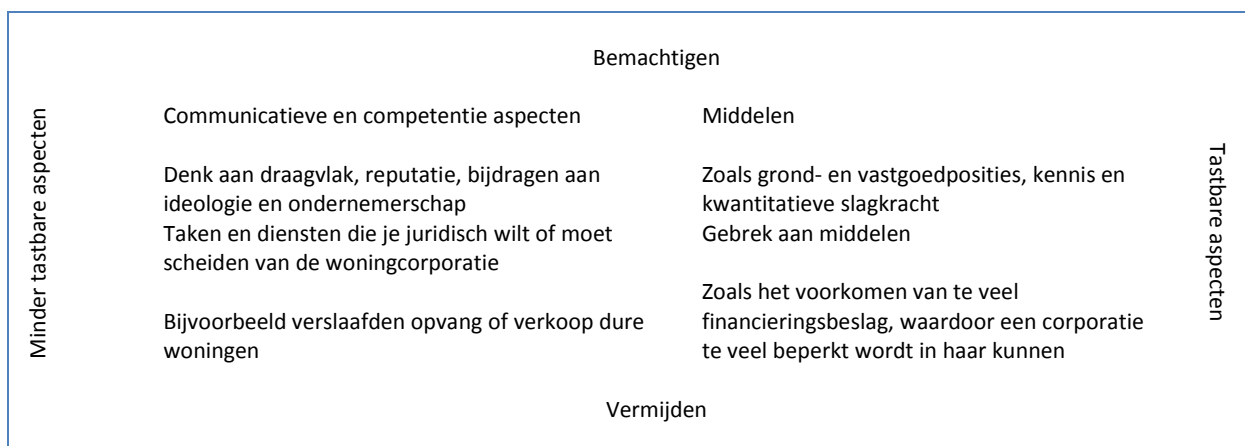 Bemachtigen
Minder tastbare aspecten
Communicatieve en competentie aspecten
Denk aan draagvlak, reputatie, bijdragen aan
ideologie en ondernemerschap
Taken en diensten die je juridisch wilt of moet
scheiden van de woningcorporatie
Bijvoorbeeld verslaafden opvang of verkoop dure
woningen
Middelen
Zoals grond- en vastgoedposities, kennis en
kwantitatieve slagkracht
Gebrek aan middelen
Zoals het voorkomen van te veel
financieringsbeslag, waardoor een corporatie
te veel beperkt wordt in haar kunnen
Tastbare aspecten
Vermijden